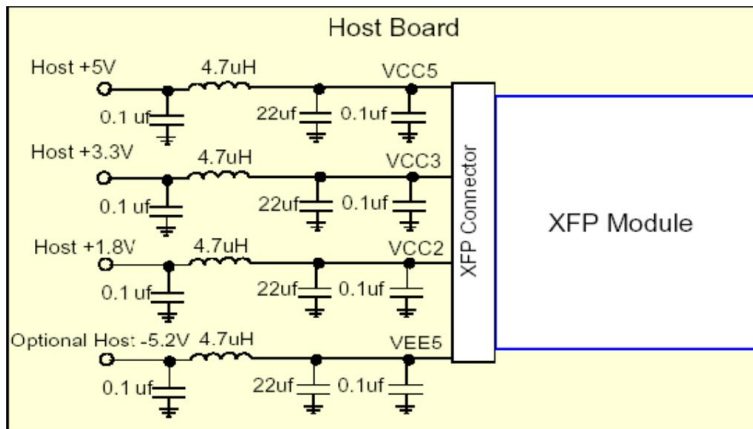 Host Board
Host +5V
4.7uH
VCC5
0.1 uf
22uf
0.1uf
Host +3.3V
4.7uH
VCC3
0.1 uf
22uf
0.1uf
Host +1.8V
4.7uH
VCC2
0.1 uf
22uf
0.1uf
Optional Host -5.2V
4.7uH
VEE5
0.1 uf
22uf
0.1uf
XFP Connector
XFP Module